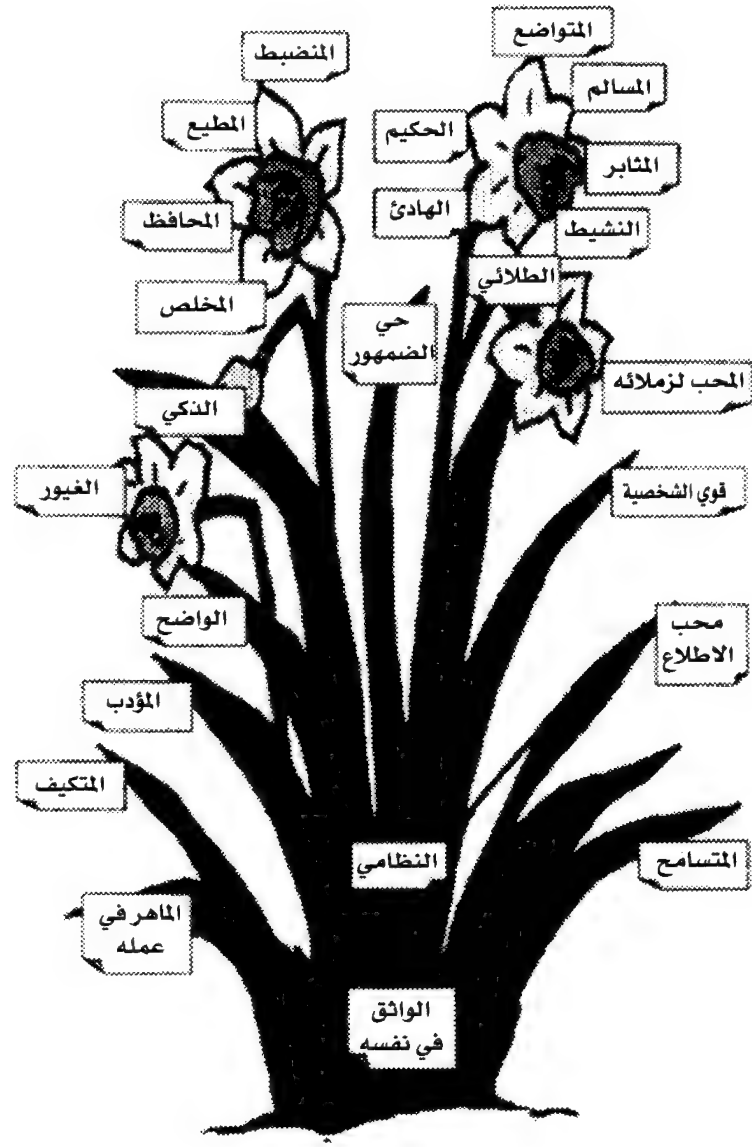 المتواضع
المنضبط
المسالم
المطيع
الحكيم
المثابر
الهادئ
المحافظ
النشيط
الطلائي
المخلص
حي
الضمهور
المحب لزملائه
الذكي
الغيور
قوي الشخصية
الواضح
محب
الاطلاع
المؤدب
المتكيف
النظامي
المتسامح
الماهر في
عمله
الواثق
في نفسه